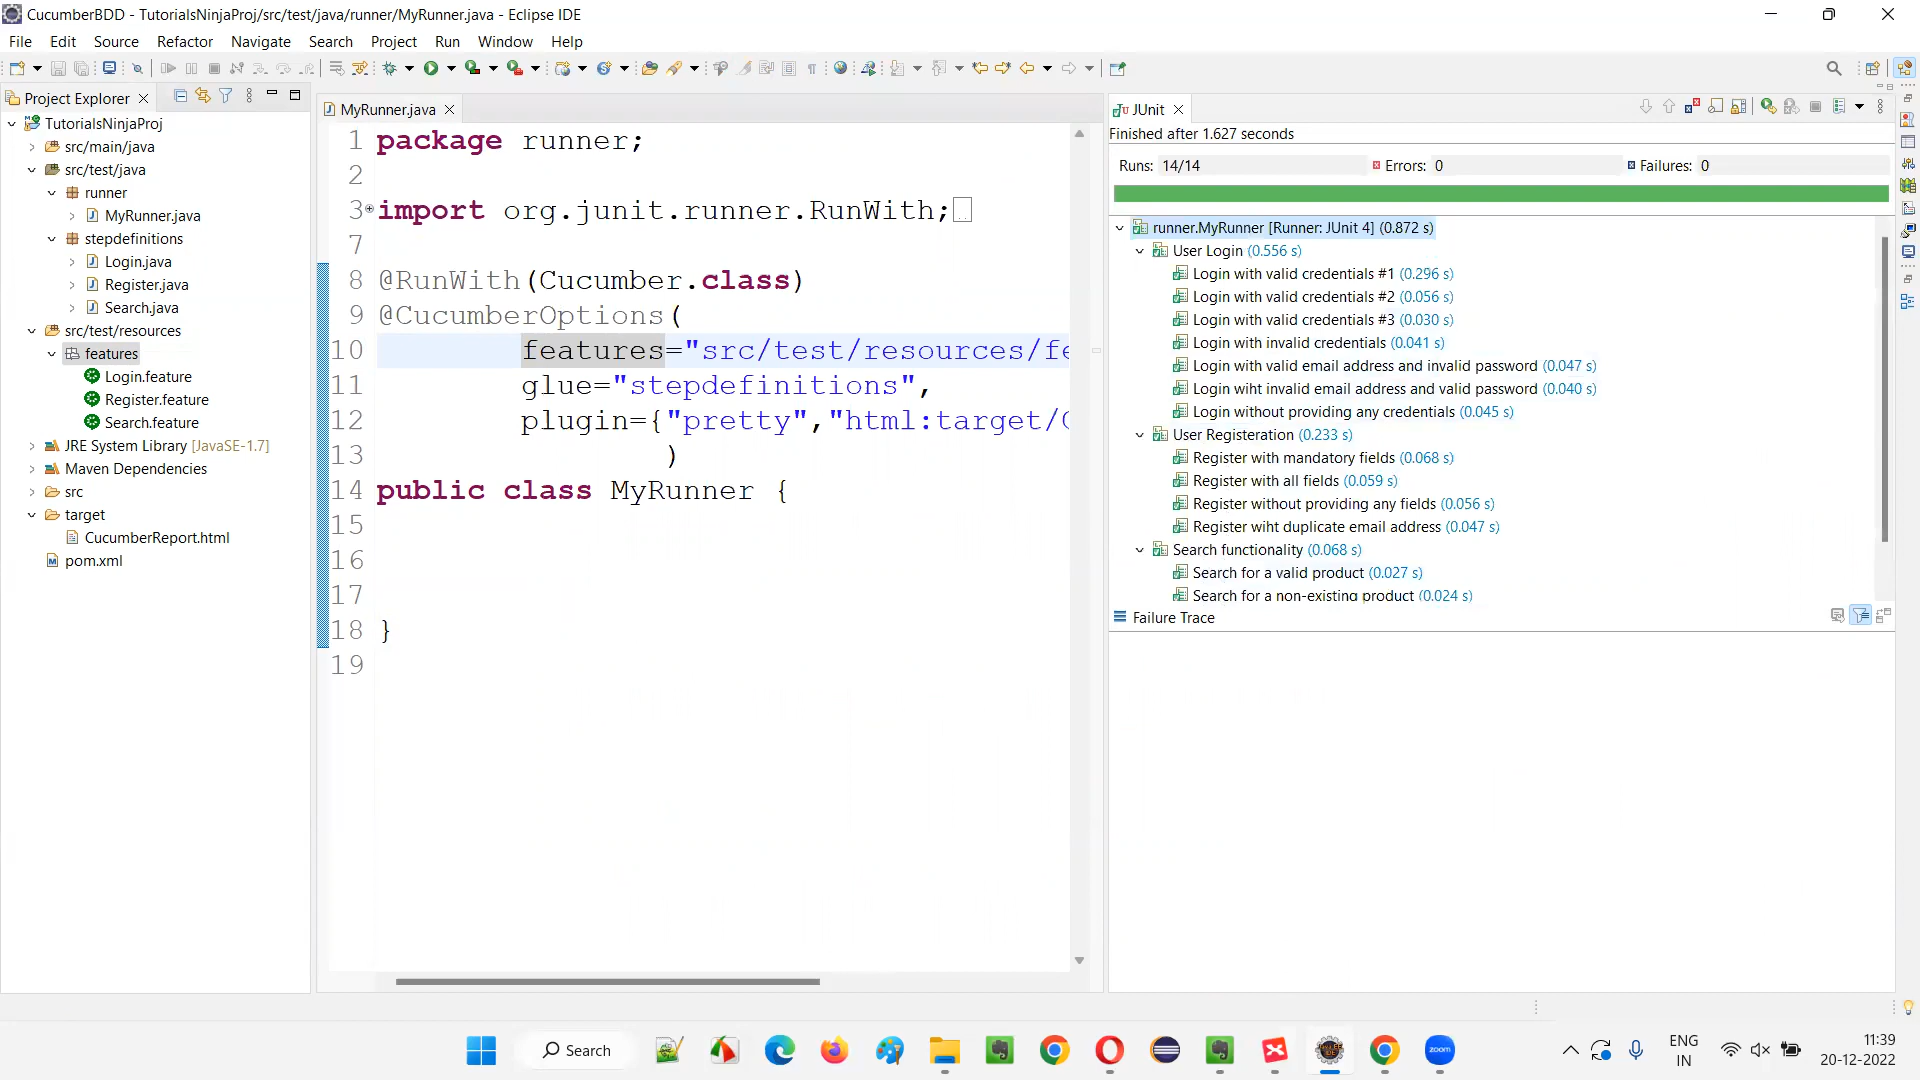 CucumberBDD - TutorialsNinjaProj/src/test/java/runner/MyRunner.java - Eclipse IDE
File Edit Source Refactor Navigate Search Project Run Window Help
Project Explorer
TutorialsNinjaProj
src/main/java
src/test/java
runner
MyRunner.java
stepdefinitions
Login.java
Register.java
Search.java
src/test/resources
features
Login.feature
Register.feature
Search.feature
JRE System Library [JavaSE-1.7]
Maven Dependencies
src
target
CucumberReport.html
pom.xml
MyRunner.java
1 package runner;
2
3 import org.junit.runner.RunWith;
7
8 @RunWith(Cucumber.class)
9 @CucumberOptions(
10 features="src/test/resources/fe
11 glue="stepdefinitions",
12 plugin={"pretty","html:target/
13 )
14 public class MyRunner {
15
16
17
18 }
19
JUnit
Finished after 1.627 seconds
Runs: 14/14 Errors: 0 Failures: 0
runner.MyRunner [Runner: JUnit 4] (0.872 s)
User Login (0.556 s)
Login with valid credentials #1 (0.296 s)
Login with valid credentials #2 (0.056 s)
Login with valid credentials #3 (0.030 s)
Login with invalid credentials (0.041 s)
Login with valid email address and invalid password (0.047 s)
Login wiht invalid email address and valid password (0.040 s)
Login without providing any credentials (0.045 s)
User Registeration (0.233 s)
Register with mandatory fields (0.068 s)
Register with all fields (0.059 s)
Register without providing any fields (0.056 s)
Register wiht duplicate email address (0.047 s)
Search functionality (0.068 s)
Search for a valid product (0.027 s)
Search for a non-existing product (0.024 s)
Failure Trace
Search
zoom
ENG
IN
11:39
20-12-2022